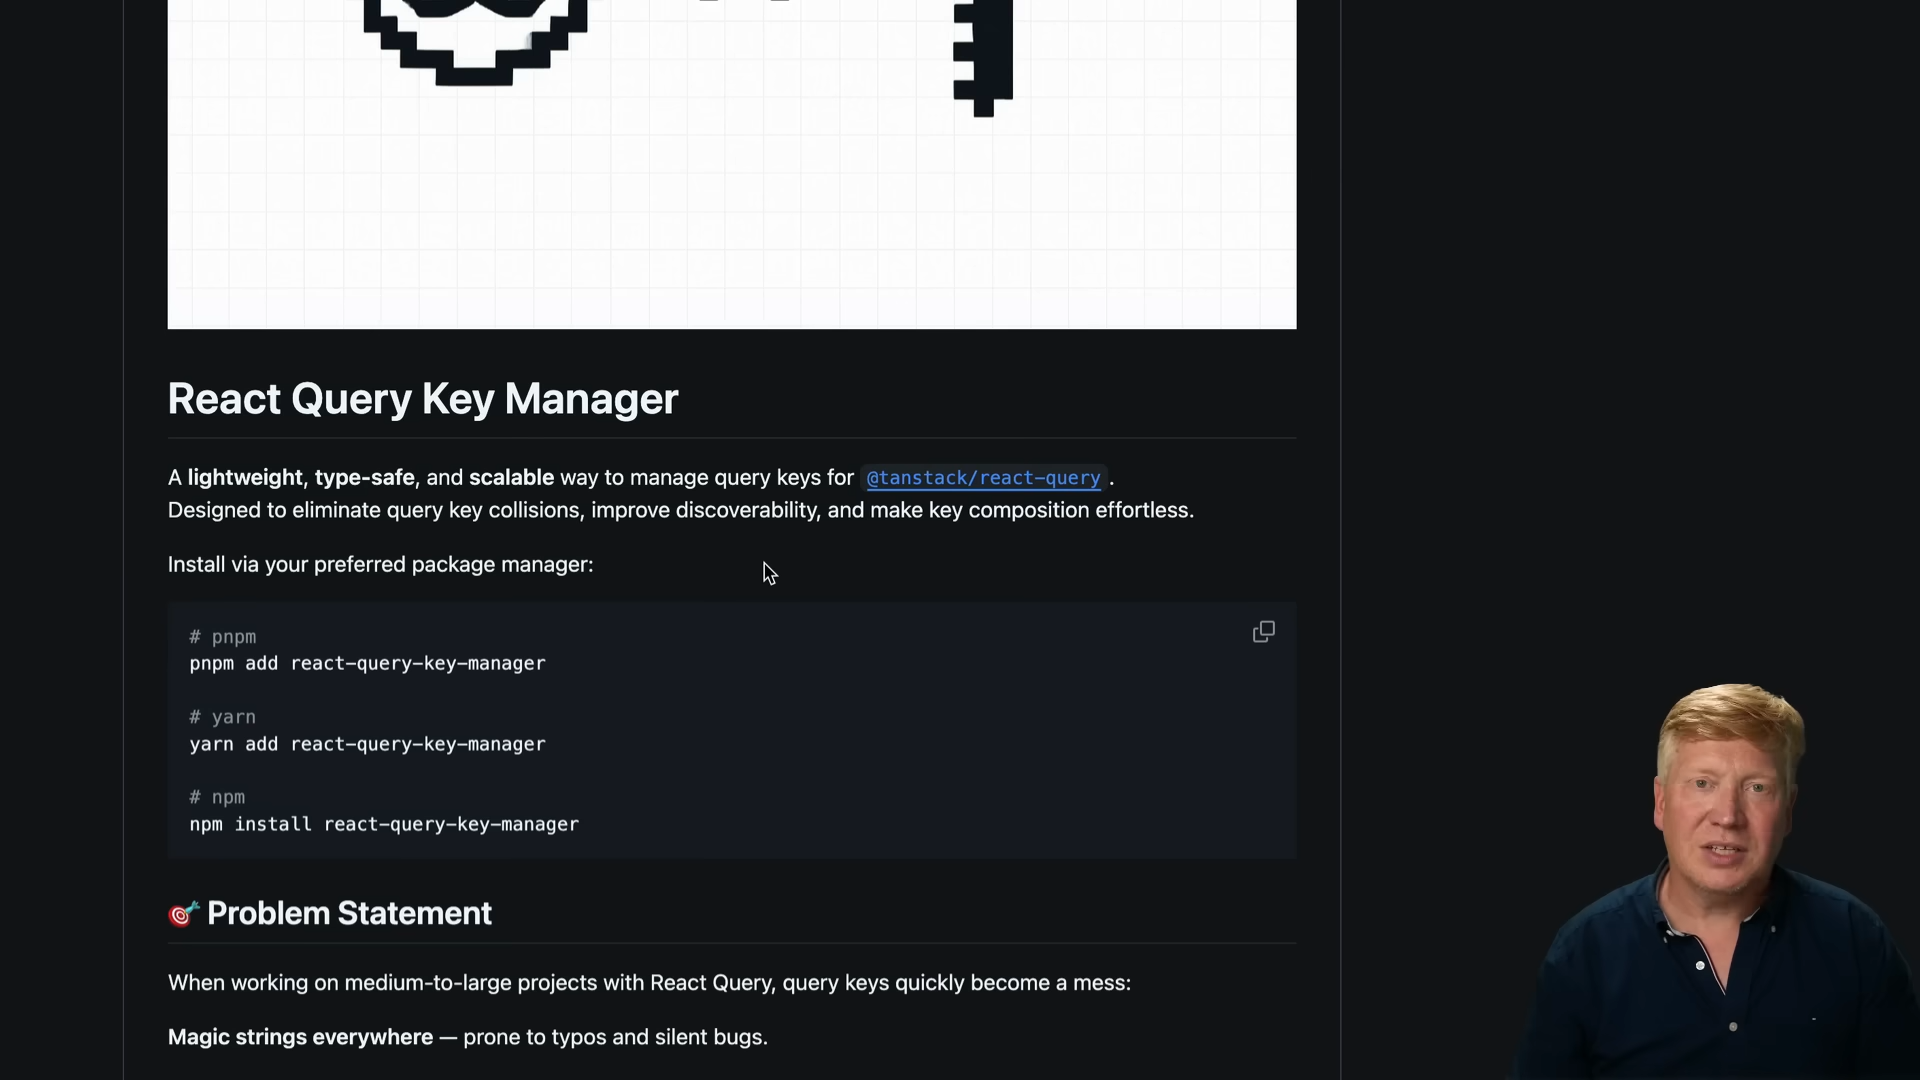 React Query Key Manager
A lightweight, type-safe, and scalable way to manage query keys for @tanstack/react-query.
Designed to eliminate query key collisions, improve discoverability, and make key composition effortless.
Install via your preferred package manager:
# pnpm
pnpm add react-query-key-manager
# yarn
yarn add react-query-key-manager
# npm
npm install react-query-key-manager
🎯 Problem Statement
When working on medium-to-large projects with React Query, query keys quickly become a mess:
Magic strings everywhere — prone to typos and silent bugs.